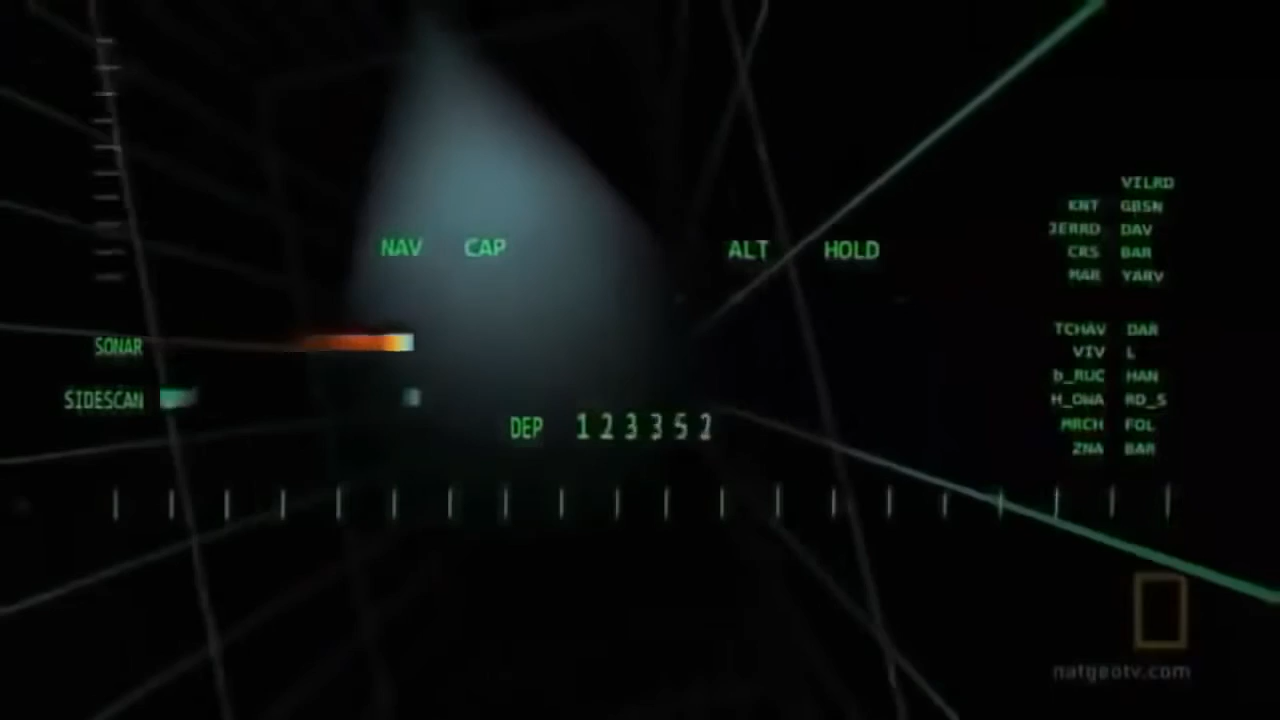 VILRD
KNT GBSN
JERRD DAV
NAV CAP ALT HOLD
CRS BAR
MAR YARV
SONAR
TCHAV DAR
VIV L
b_RUC HAN
SIDESCAN
H_OWA RD_S
DEP 123352
MRCH FOL
ZNA BAR
natgeotv.com